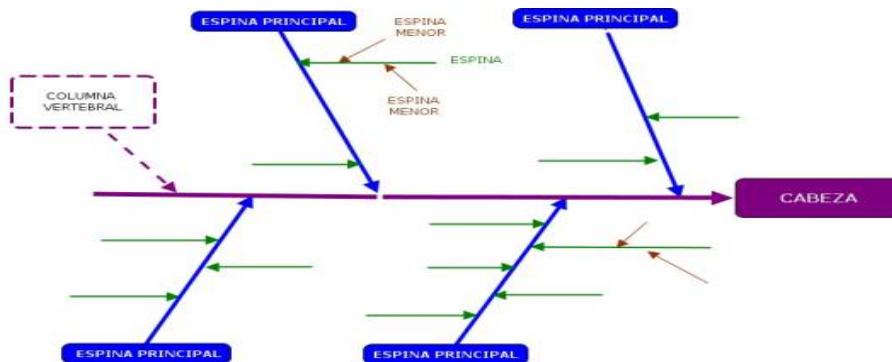 ESPINA PRINCIPAL
ESPINA
MENOR
ESPINA PRINCIPAL
ESPINA
ESPINA
MENOR
COLUMNA
VERTEBRAL
CABEZA
ESPINA PRINCIPAL
ESPINA PRINCIPAL